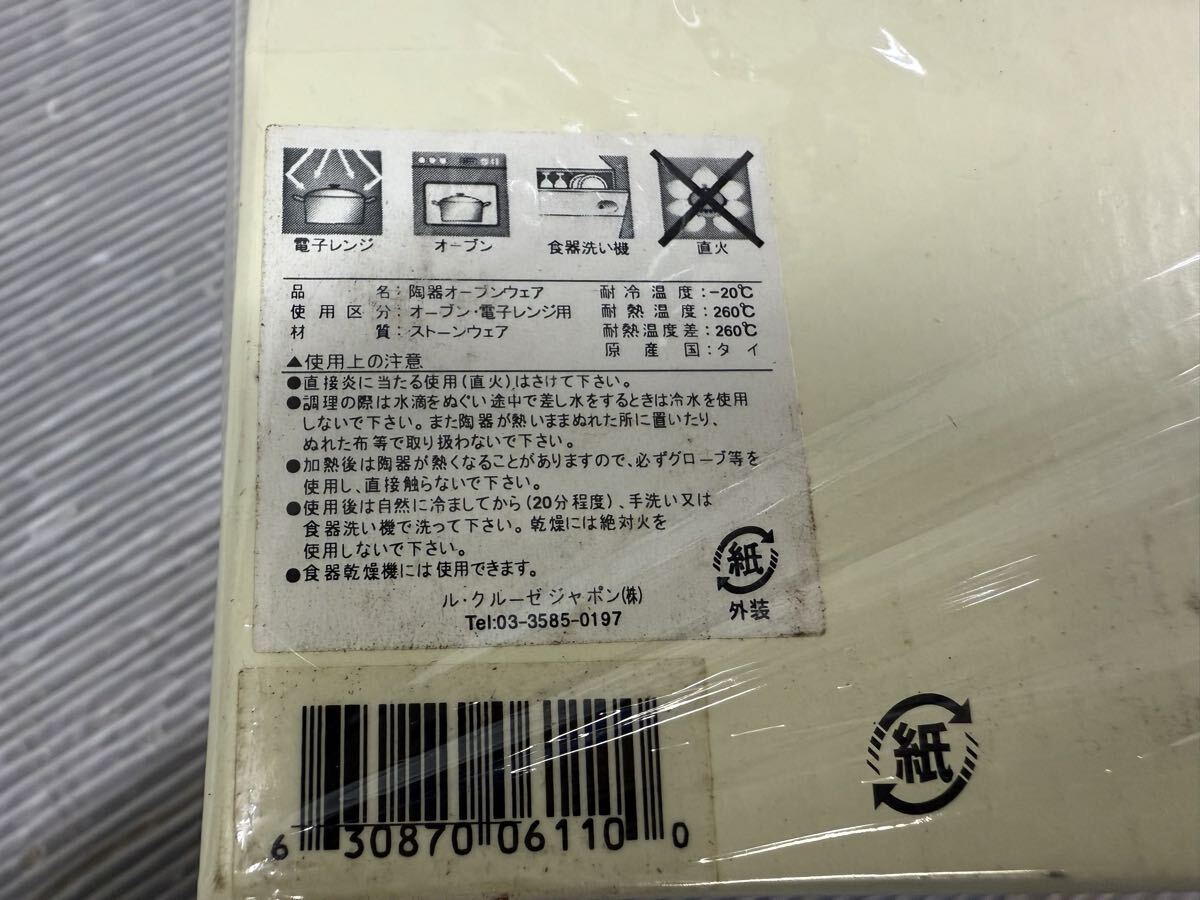 電子レンジ オーブン 食器洗い機 直火
品名:陶器オーブンウェア 耐冷温度:-20℃
使用区分:オーブン・電子レンジ用 耐熱温度:260℃
材質:ストーンウェア 耐熱温度差:260℃
原産国:タイ
▲使用上の注意
●直接炎に当たる使用(直火)はさけて下さい。
●調理の際は水滴をぬぐい途中で差し水をするときは冷水を使用
しないで下さい。また陶器が熱いままぬれた所に置いたり、
ぬれた布等で取り扱わないで下さい。
●加熱後は陶器が熱くなることがありますので、必ずグローブ等を
使用し、直接触らないで下さい。
●使用後は自然に冷ましてから(20分程度)、手洗い又は
食器洗い機で洗って下さい。乾燥には絶対火を
使用しないで下さい。
●食器乾燥機には使用できます。
ル・クルーゼジャポン(株)
Tel:03-3585-0197
紙
外装
6 30870 06110 0
紙